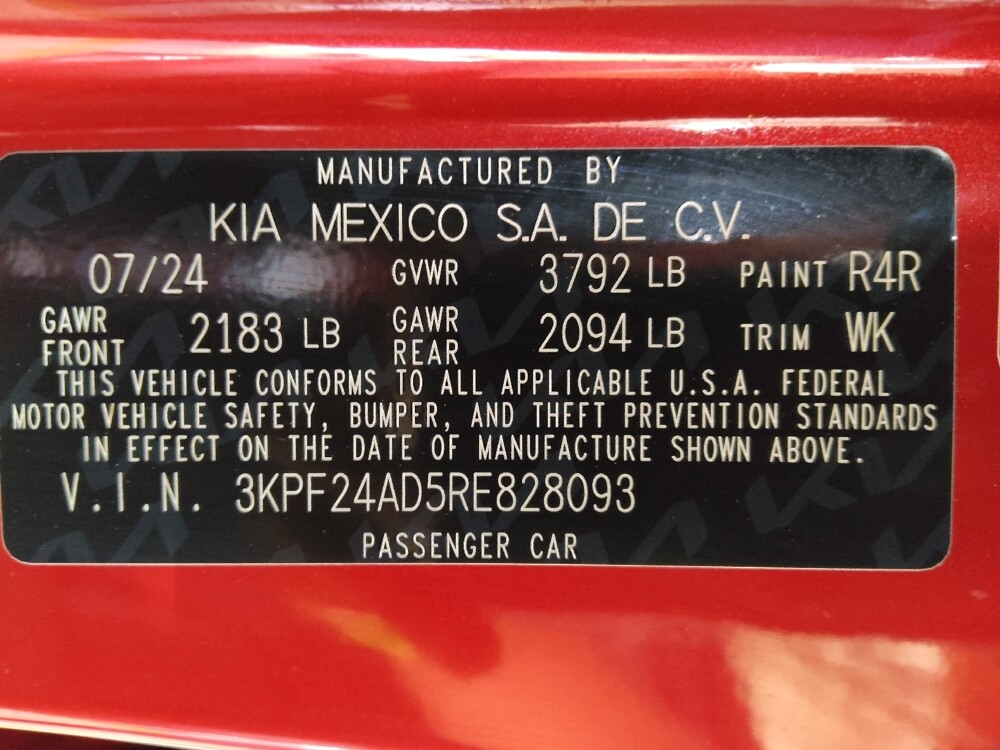 MANUFACTURED BY
KIA MEXICO S.A. DE C.V.
07/24 GVWR 3792 LB PAINT R4R
GAWR FRONT 2183 LB GAWR REAR 2094 LB TRIM WK
THIS VEHICLE CONFORMS TO ALL APPLICABLE U.S.A. FEDERAL
MOTOR VEHICLE SAFETY, BUMPER, AND THEFT PREVENTION STANDARDS
IN EFFECT ON THE DATE OF MANUFACTURE SHOWN ABOVE.
V.I.N. 3KPF24AD5RE828093
PASSENGER CAR